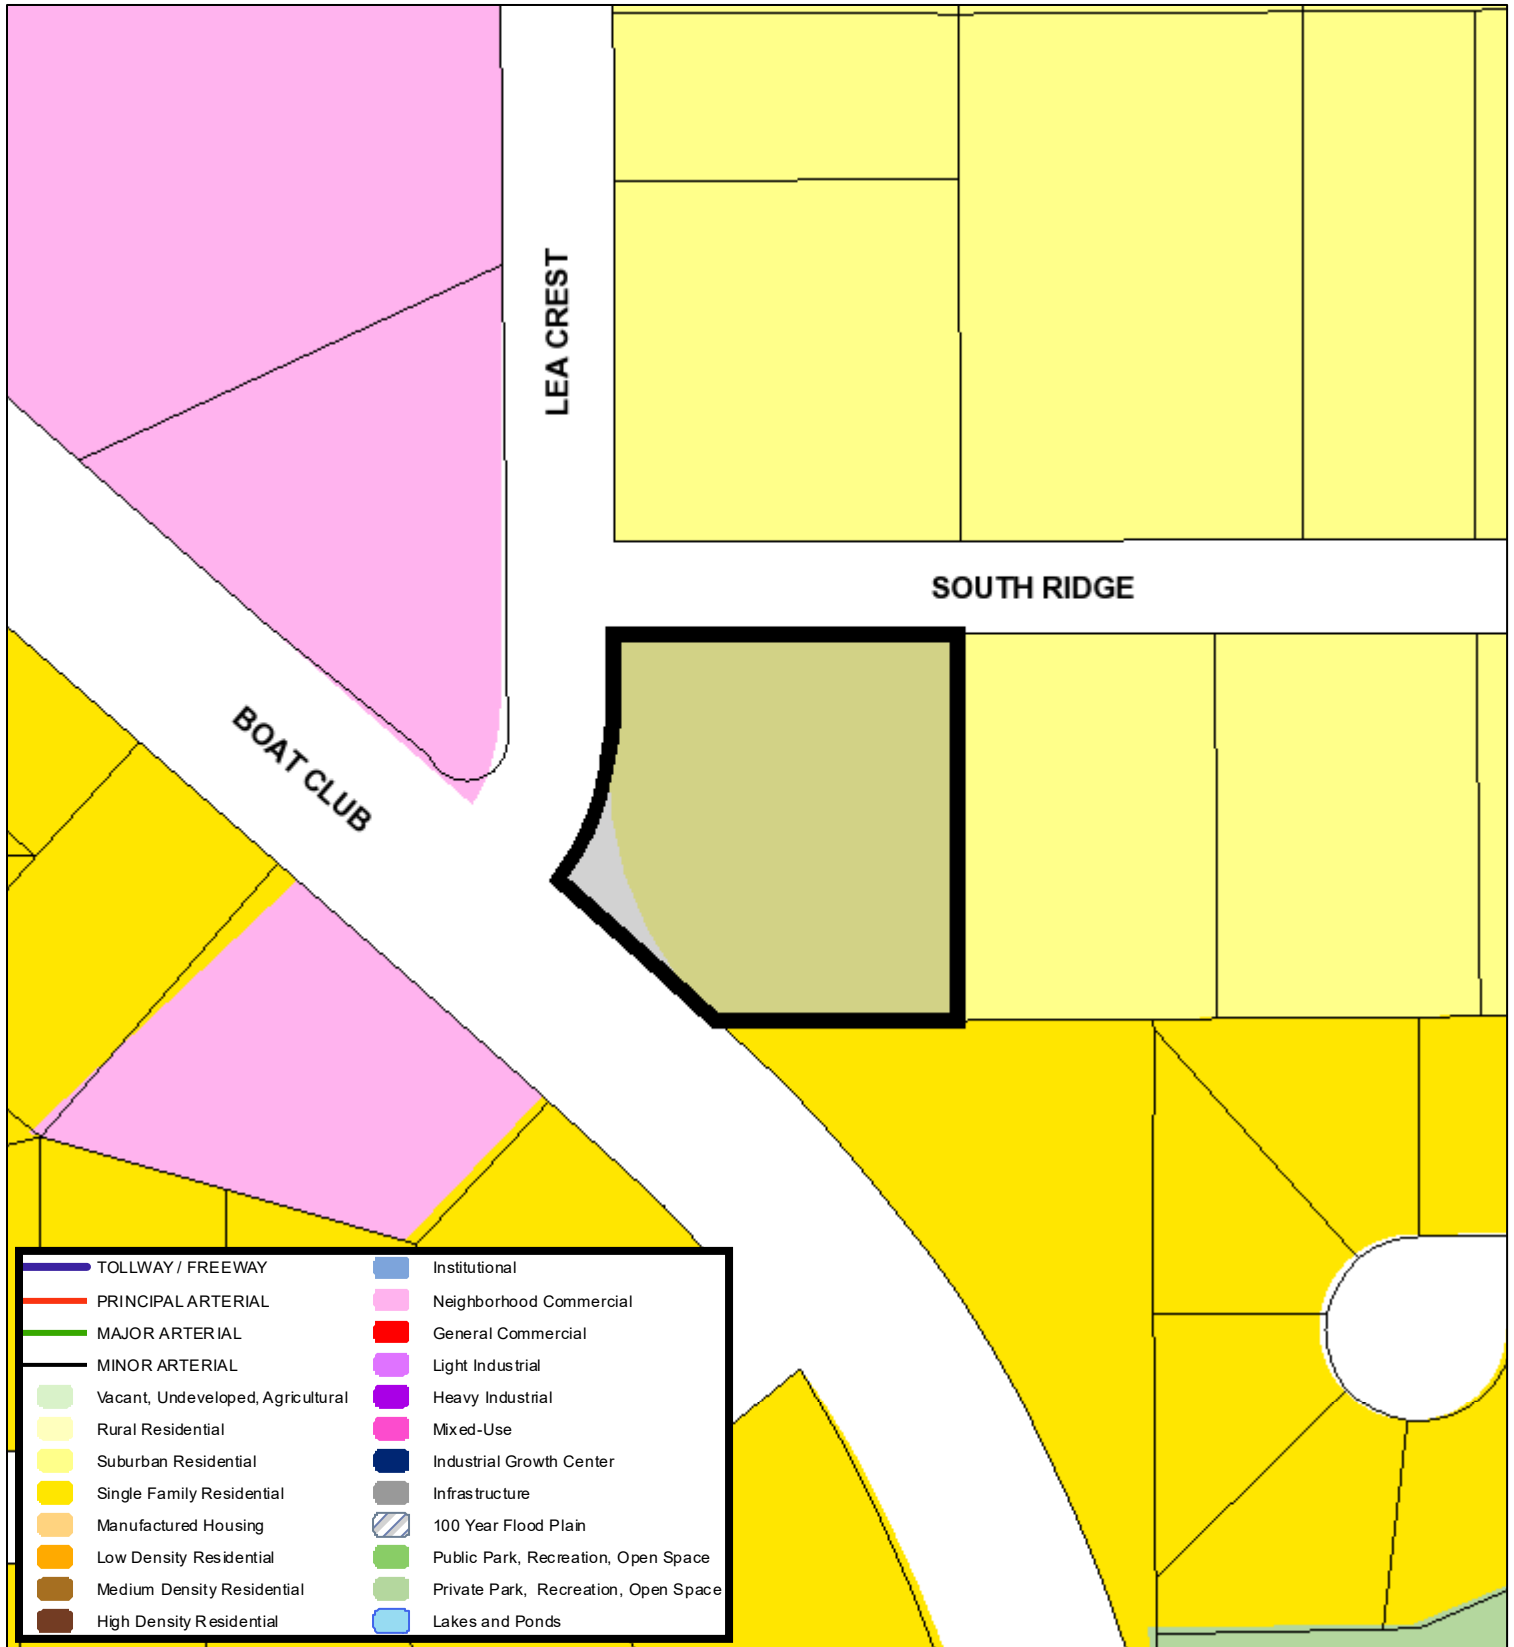 LEA CREST
SOUTH RIDGE
BOAT CLUB
TOLLWAY / FREEWAY
PRINCIPAL ARTERIAL
MAJOR ARTERIAL
MINOR ARTERIAL
Vacant, Undeveloped, Agricultural
Rural Residential
Suburban Residential
Single Family Residential
Manufactured Housing
Low Density Residential
Medium Density Residential
High Density Residential
Institutional
Neighborhood Commercial
General Commercial
Light Industrial
Heavy Industrial
Mixed-Use
Industrial Growth Center
Infrastructure
100 Year Flood Plain
Public Park, Recreation, Open Space
Private Park, Recreation, Open Space
Lakes and Ponds